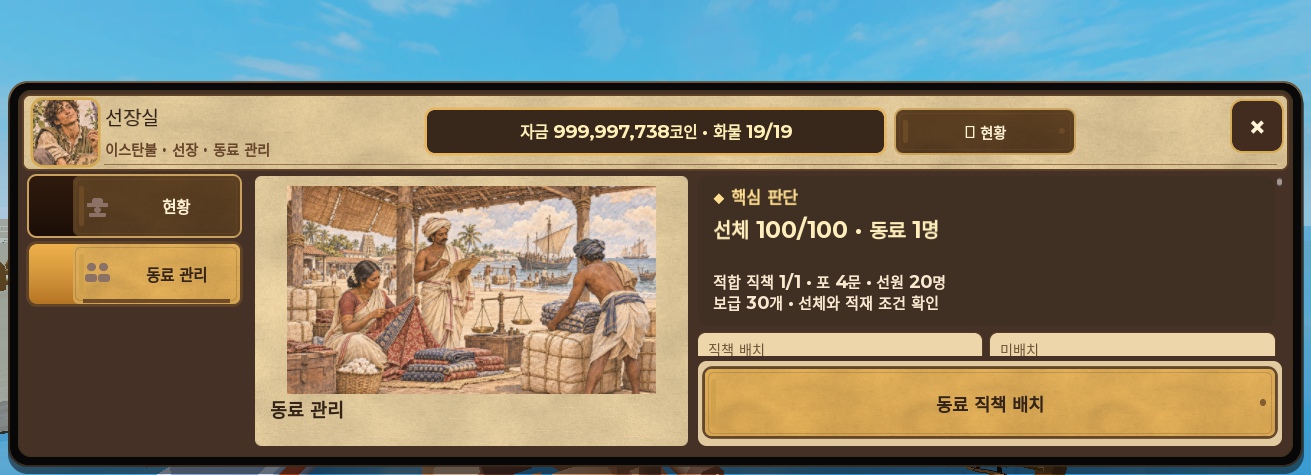 선장실
이스탄불 • 선장 • 동료 관리
자금 999,997,738코인 • 화물 19/19
현황
×
현황
동료 관리
동료 관리
◆ 핵심 판단
선체 100/100 • 동료 1명
적합 직책 1/1 • 포 4문 • 선원 20명
보급 30개 • 선체와 적재 조건 확인
직책 배치
미배치
동료 직책 배치